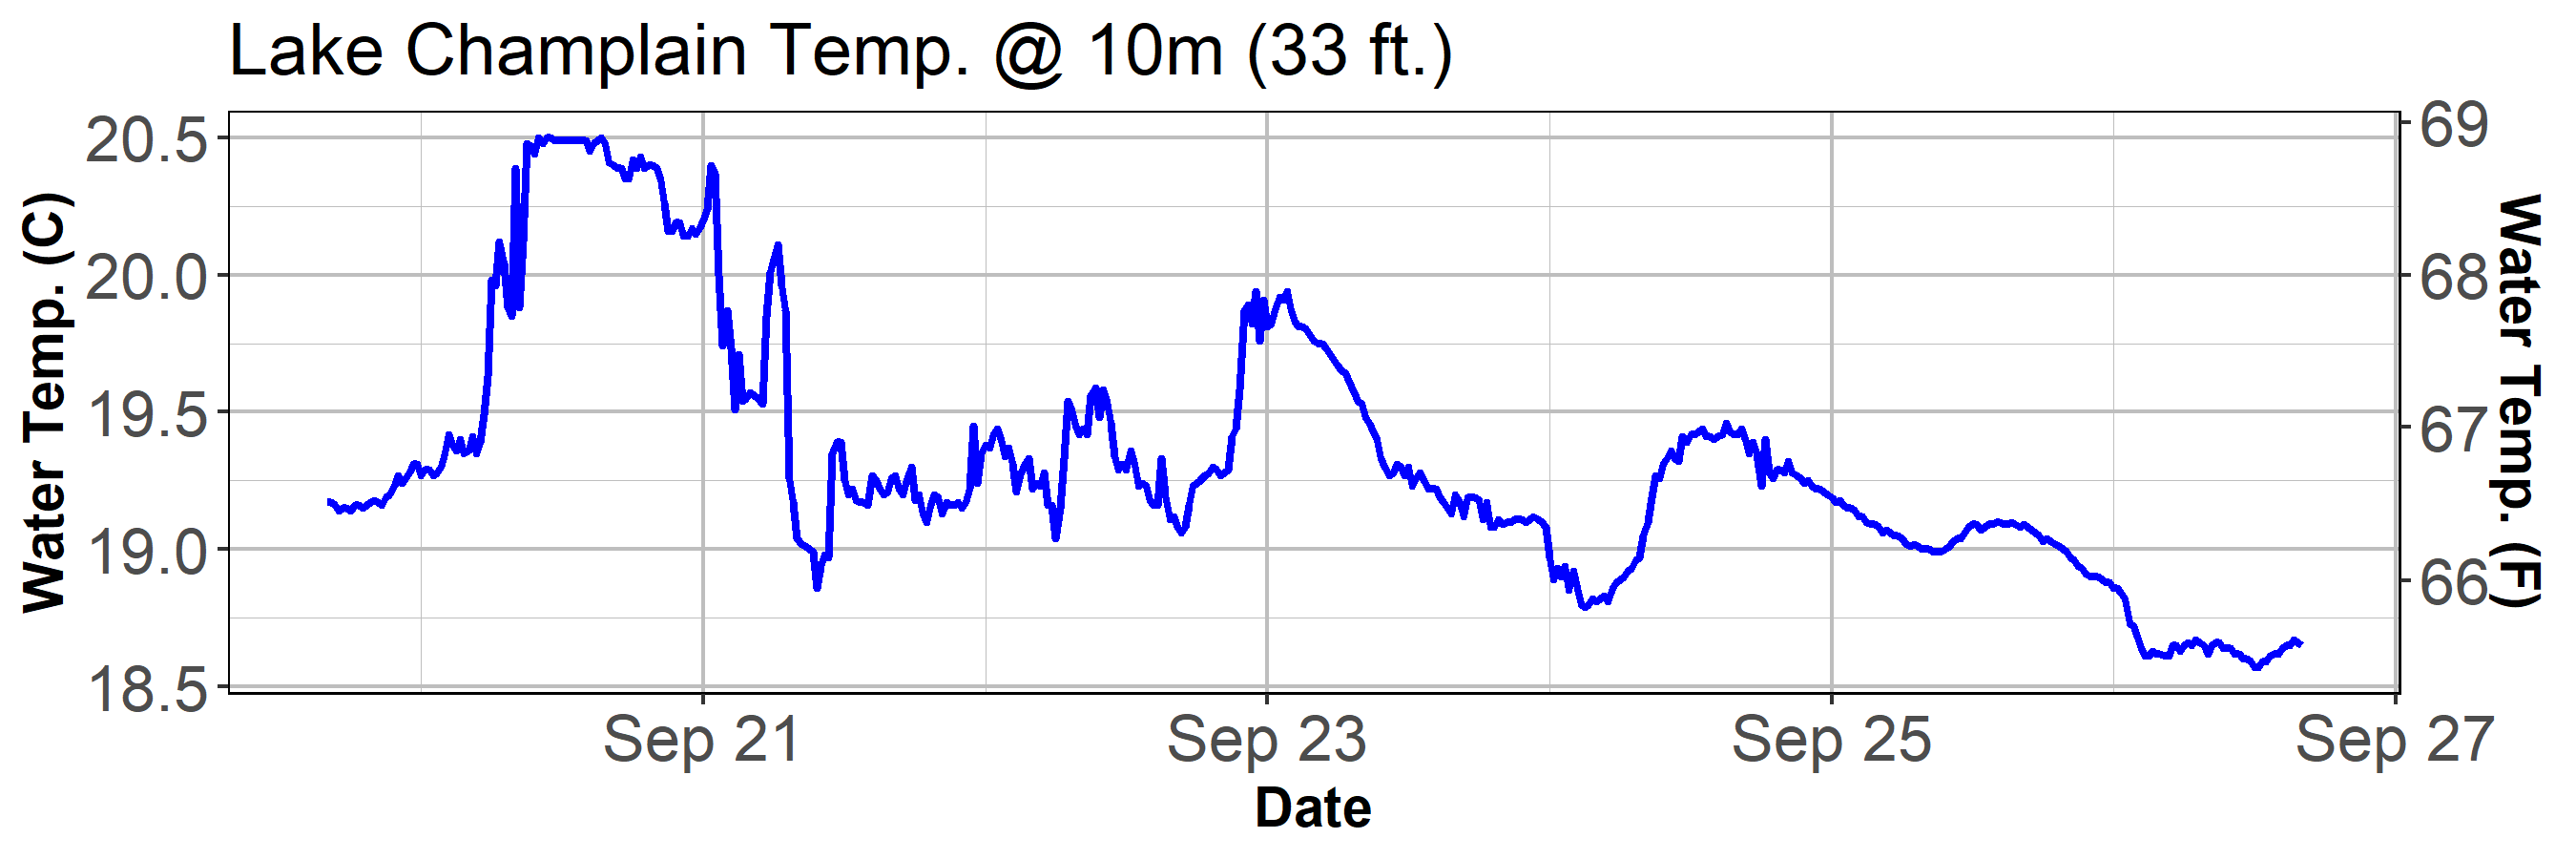 Lake Champlain Temp. @ 10m (33 ft.)
Water Temp. (C)
20.5
20.0
19.5
19.0
18.5
69
68
67
66
Water Temp. (F)
Sep 21
Sep 23
Sep 25
Sep 27
Date